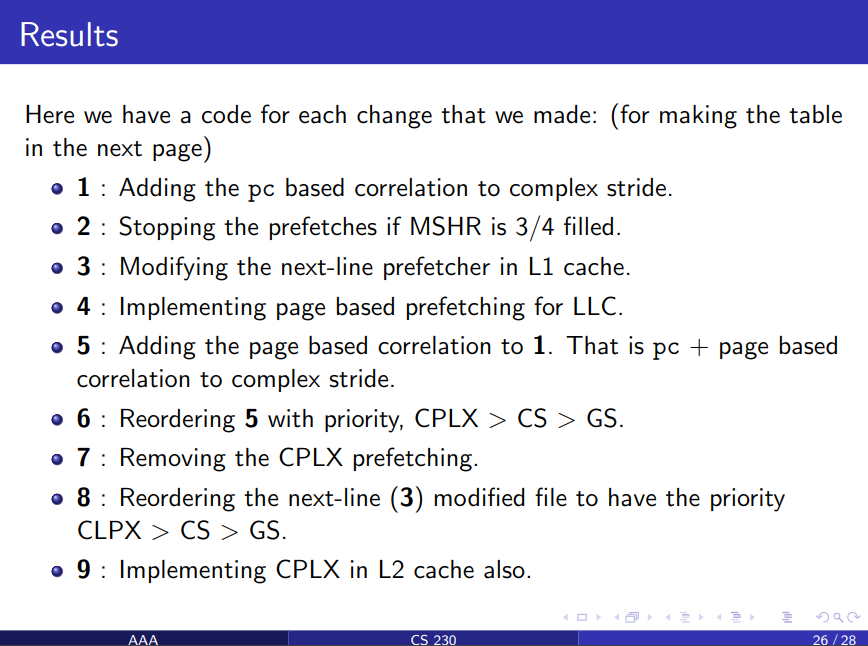 Results
Here we have a code for each change that we made: (for making the table
in the next page)
1 : Adding the pc based correlation to complex stride.
2 : Stopping the prefetches if MSHR is 3/4 filled.
3 : Modifying the next-line prefetcher in L1 cache.
4 : Implementing page based prefetching for LLC.
5 : Adding the page based correlation to 1. That is pc + page based
correlation to complex stride.
6 : Reordering 5 with priority, CPLX > CS > GS.
7 : Removing the CPLX prefetching.
8 : Reordering the next-line (3) modified file to have the priority
CLPX > CS > GS.
9 : Implementing CPLX in L2 cache also.
AAA CS 230 26 / 28